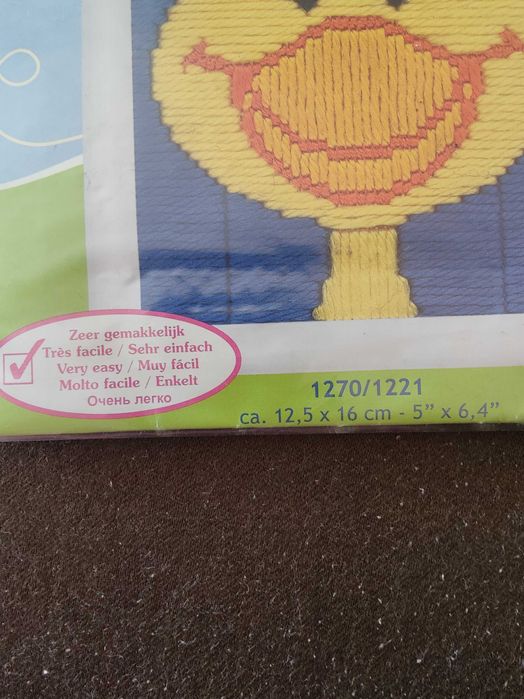 Zeer gemakkelijk
Très facile / Sehr einfach
Very easy / Muy fácil
Molto facile / Enkelt
Очень легко
1270/1221
ca. 12,5 x 16 cm - 5” x 6,4”